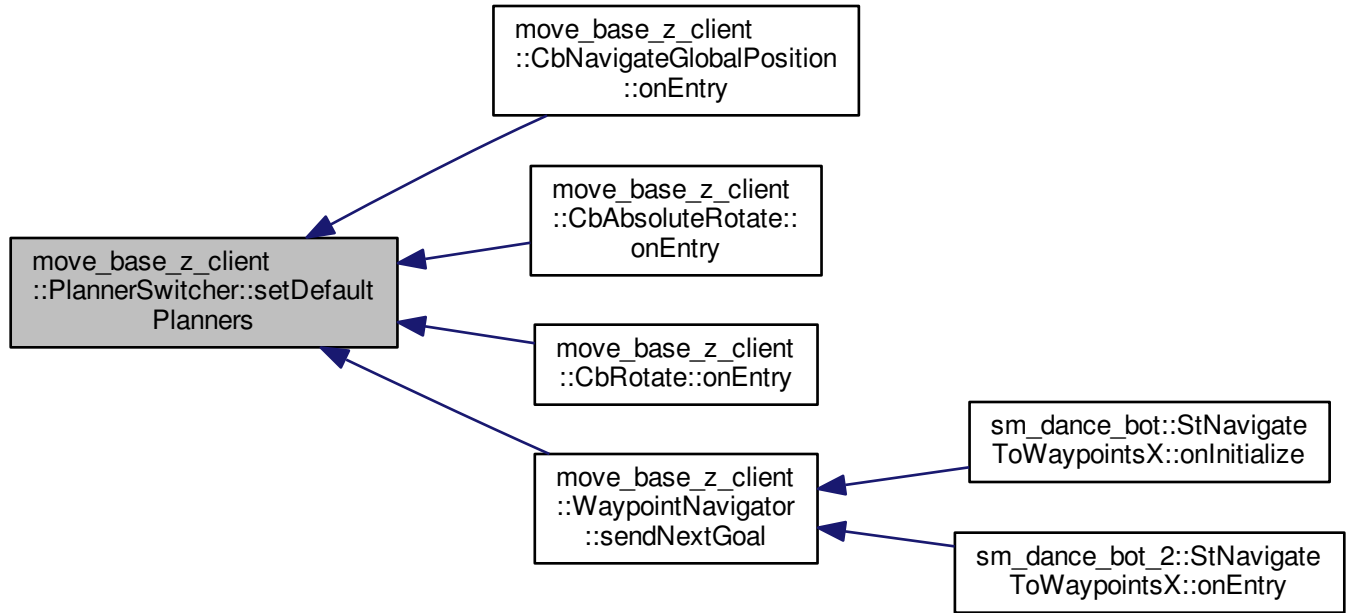 move_base_z_client
::CbNavigateGlobalPosition
::onEntry
move_base_z_client
::CbAbsoluteRotate::
onEntry
move_base_z_client
::PlannerSwitcher::setDefault
Planners
move_base_z_client
::CbRotate::onEntry
move_base_z_client
::WaypointNavigator
::sendNextGoal
sm_dance_bot::StNavigate
ToWaypointsX::onInitialize
sm_dance_bot_2::StNavigate
ToWaypointsX::onEntry